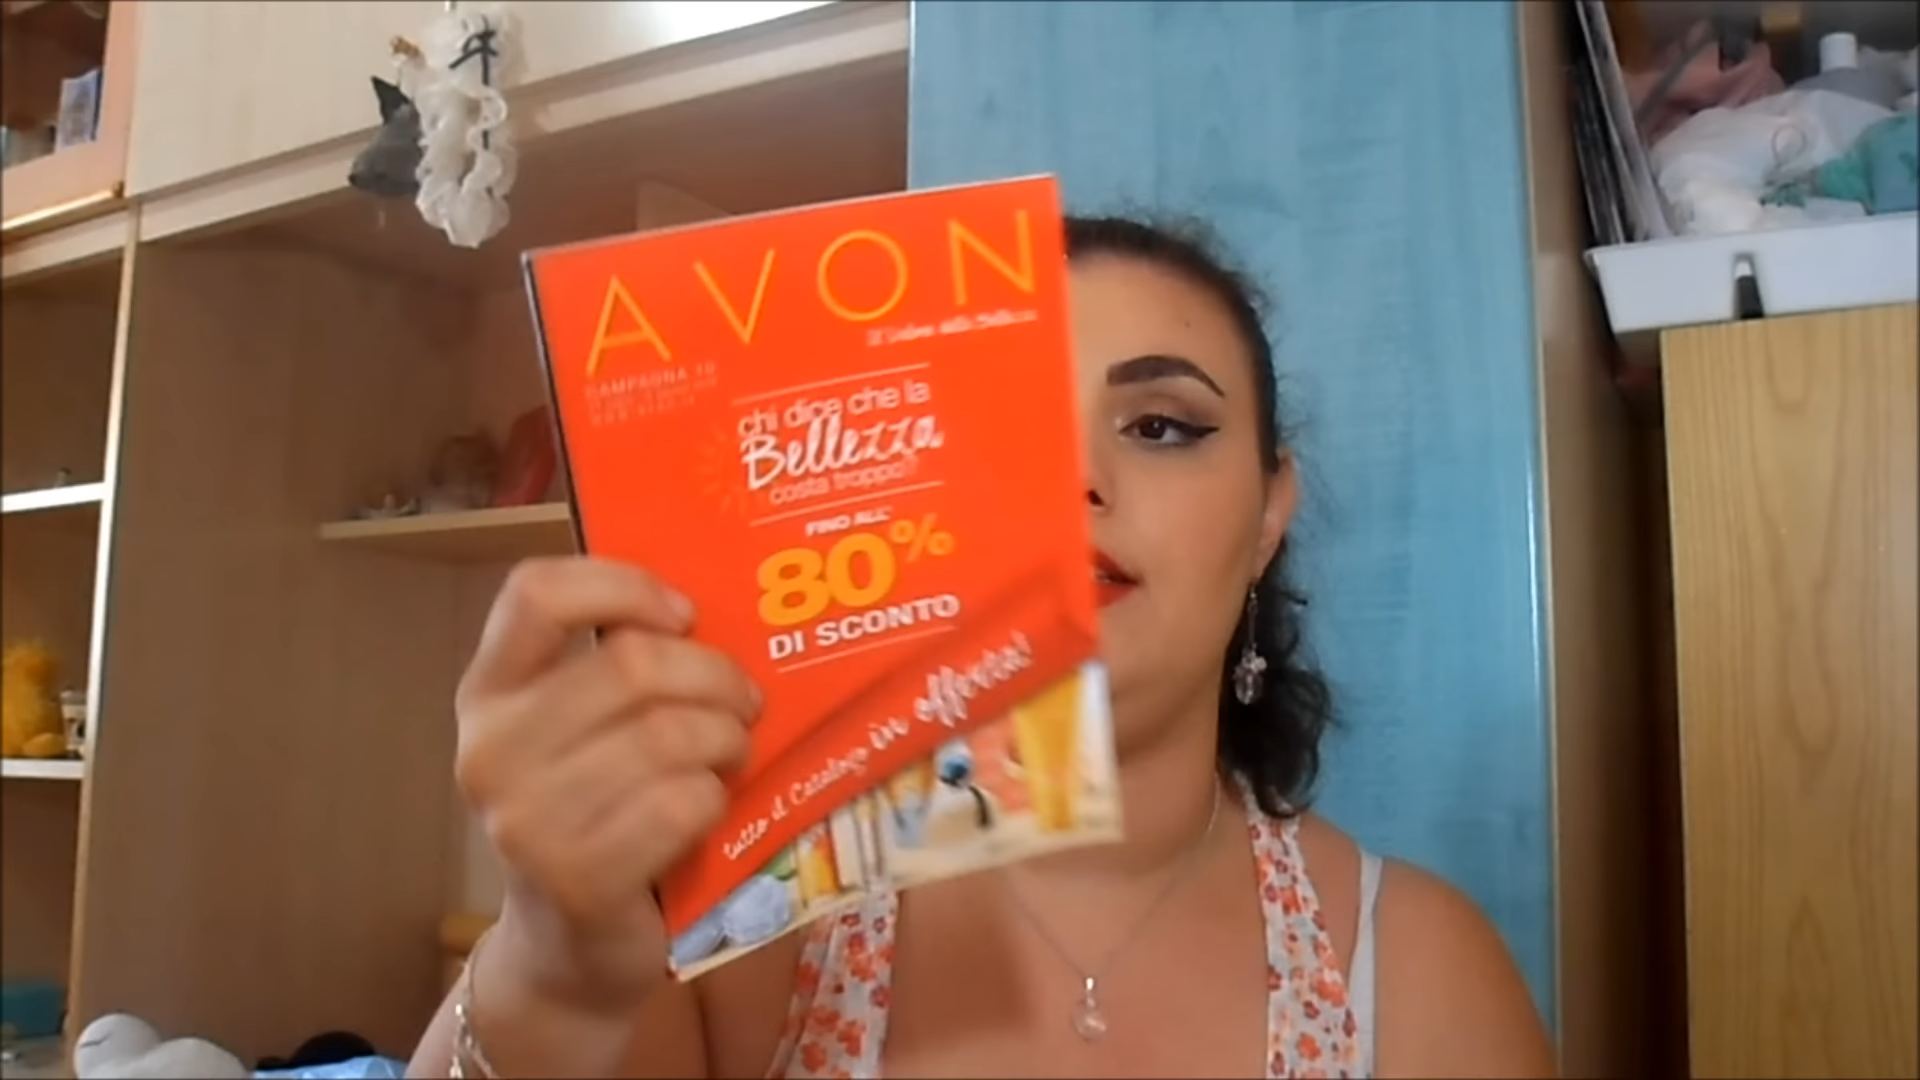 AVON
CAMPAGNA 10
chi dice che la
Bellezza
costa troppo?
FINO ALL'
80%
DI SCONTO
tutto il Catalogo in offerta!